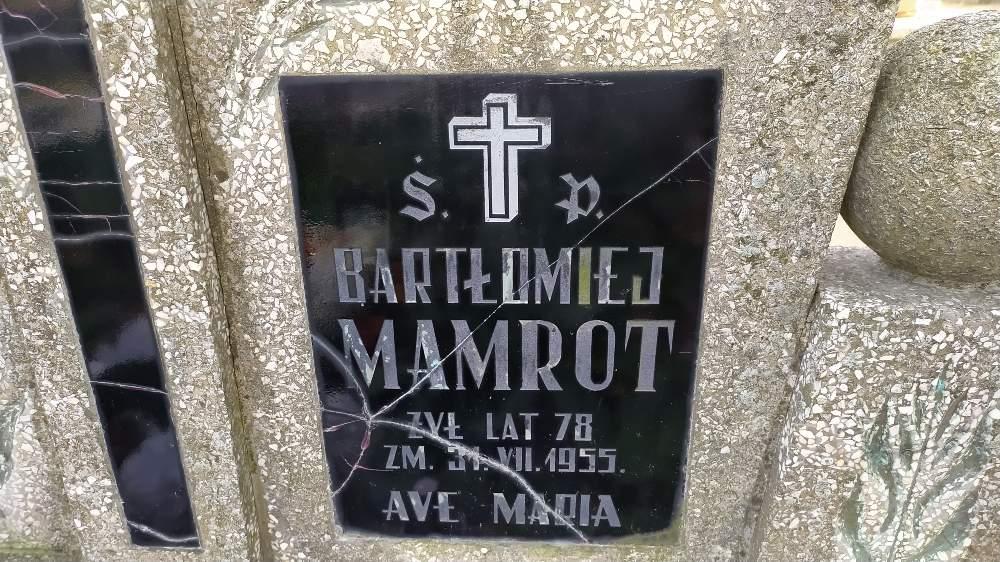 Ś. P.
BARTŁOMIEJ
MAMROT
ŻYŁ LAT 78
ZM. 31.VII.1955.
AVE MARIA